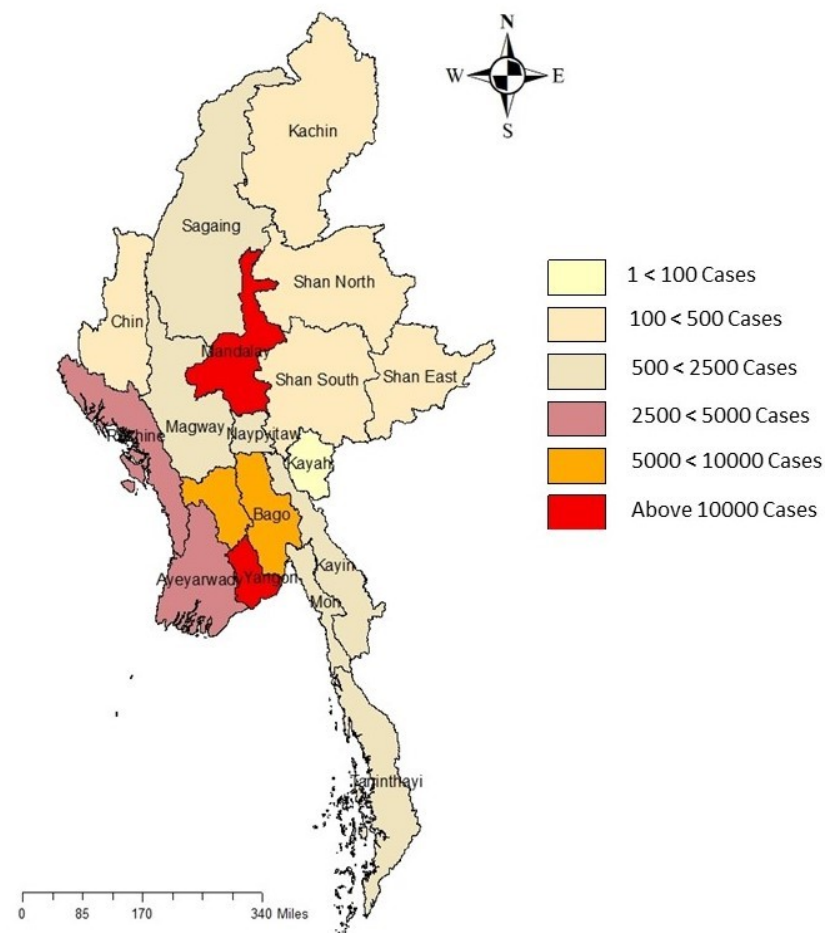 N
W E
S
Kachin
Sagaing
Shan North
Chin
Mandalay
Shan South
Shan East
Magway
Naypyitaw
Rakhine
Kayah
Bago
Kayin
Ayeyarwady
Yangon
Mon
Tanintharyi
1 < 100 Cases
100 < 500 Cases
500 < 2500 Cases
2500 < 5000 Cases
5000 < 10000 Cases
Above 10000 Cases
0 85 170 340 Miles